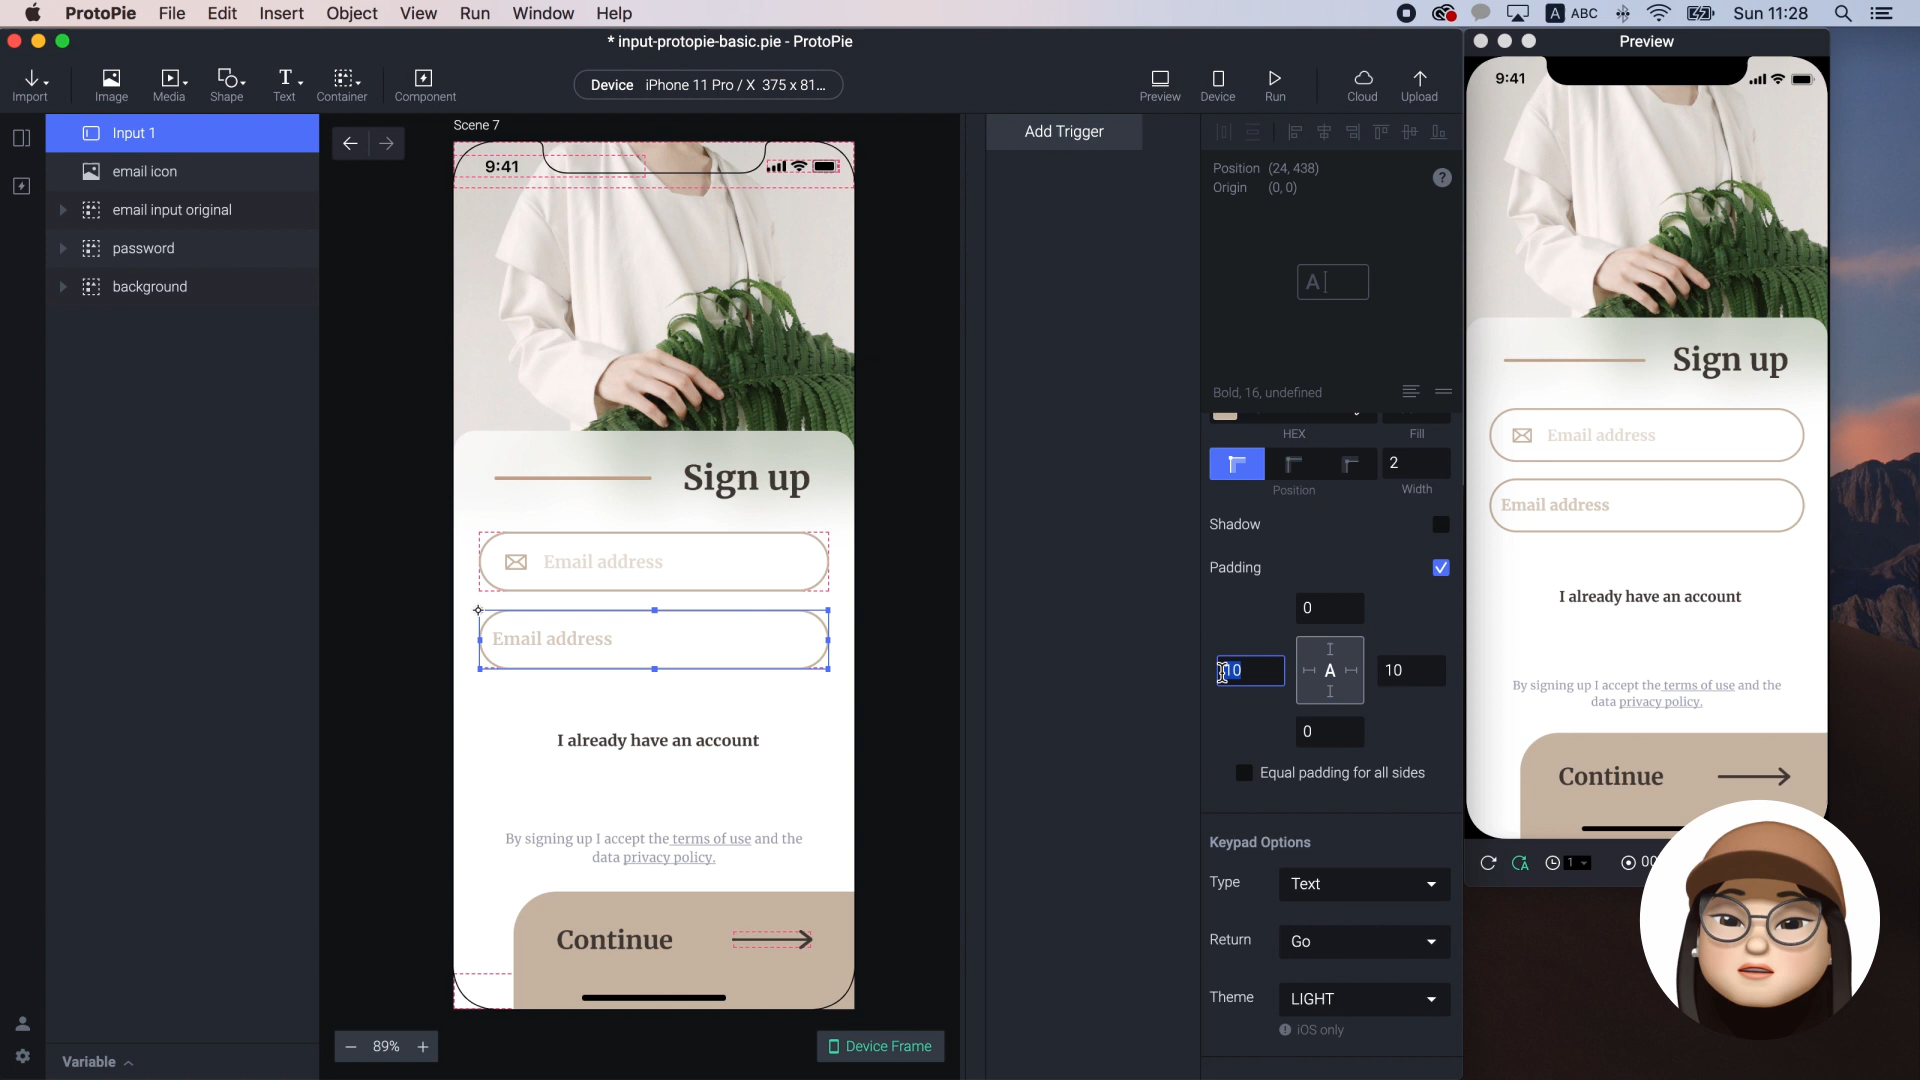 ProtoPie File Edit Insert Object View Run Window Help
A ABC Sun 11:28
* input-protopie-basic.pie - ProtoPie
Import Image Media Shape Text Container Component
Device iPhone 11 Pro / X 375 x 81...
Preview Device Run Cloud Upload
Input 1
email icon
email input original
password
background
Variable
Scene 7
9:41
Sign up
Email address
Email address
I already have an account
By signing up I accept the terms of use and the
data privacy policy.
Continue
89%
Device Frame
Add Trigger
Position (24, 438)
Origin (0, 0)
?
A
Bold, 16, undefined
HEX Fill
2
Position Width
Shadow
Padding
0
10 A 10
0
Equal padding for all sides
Keypad Options
Type Text
Return Go
Theme LIGHT
iOS only
Preview
9:41
Sign up
Email address
Email address
I already have an account
By signing up I accept the terms of use and the
data privacy policy.
Continue
1